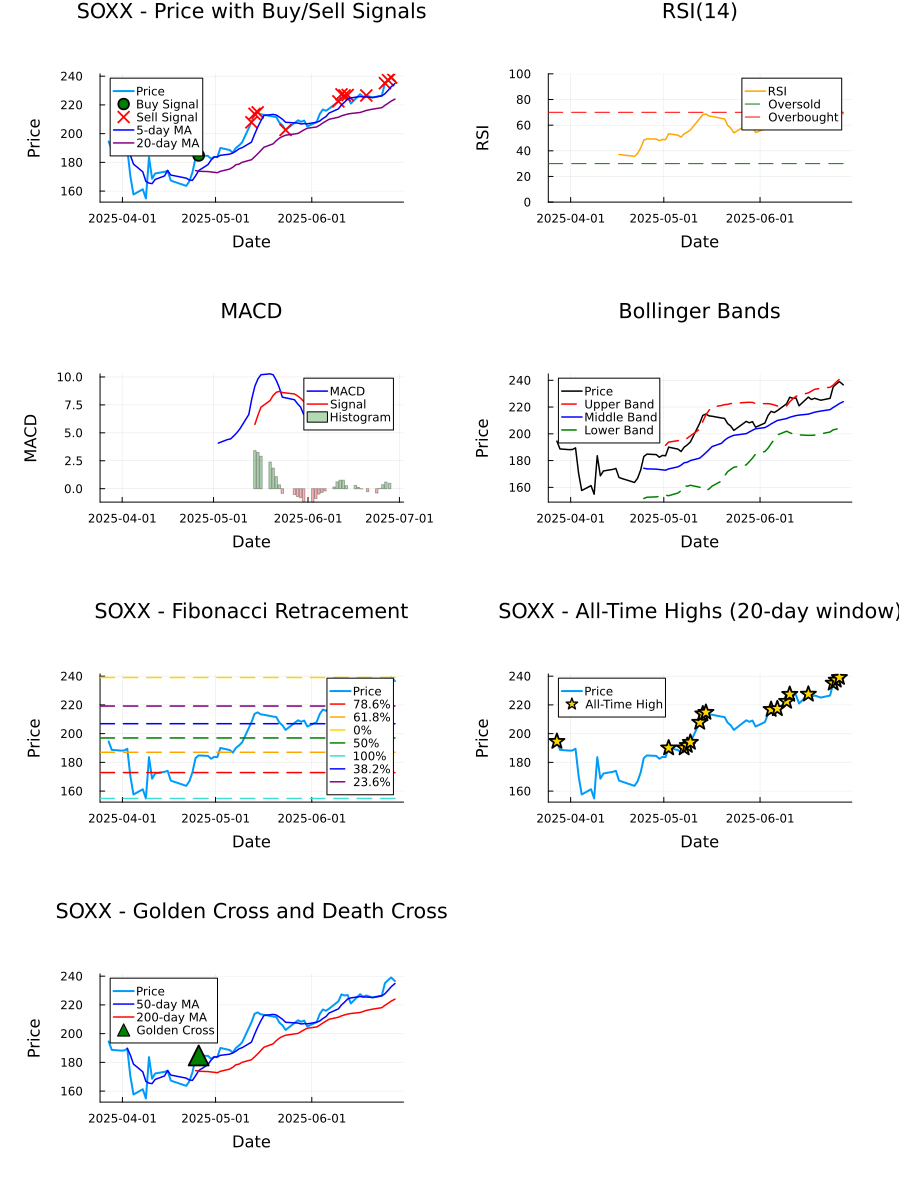 SOXX - Price with Buy/Sell Signals
240
220
200
180
160
Price
Price
Buy Signal
Sell Signal
5-day MA
20-day MA
2025-04-01 2025-05-01 2025-06-01
Date
RSI(14)
100
80
60
40
20
0
RSI
RSI
Oversold
Overbought
2025-04-01 2025-05-01 2025-06-01
Date
MACD
10.0
7.5
5.0
2.5
0.0
MACD
MACD
Signal
Histogram
2025-04-01 2025-05-01 2025-06-01 2025-07-01
Date
Bollinger Bands
240
220
200
180
160
Price
Price
Upper Band
Middle Band
Lower Band
2025-04-01 2025-05-01 2025-06-01
Date
SOXX - Fibonacci Retracement
240
220
200
180
160
Price
Price
78.6%
61.8%
0%
50%
100%
38.2%
23.6%
2025-04-01 2025-05-01 2025-06-01
Date
SOXX - All-Time Highs (20-day window)
240
220
200
180
160
Price
Price
All-Time High
2025-04-01 2025-05-01 2025-06-01
Date
SOXX - Golden Cross and Death Cross
240
220
200
180
160
Price
Price
50-day MA
200-day MA
Golden Cross
2025-04-01 2025-05-01 2025-06-01
Date